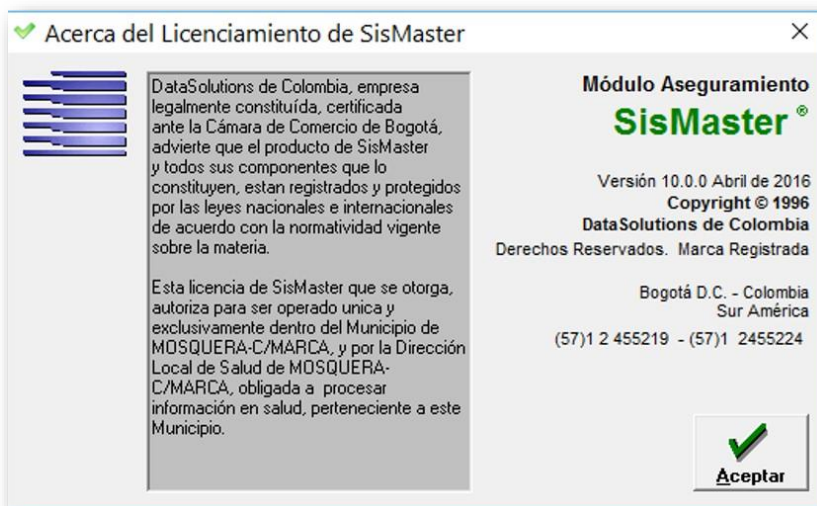 Acerca del Licenciamiento de SisMaster
DataSolutions de Colombia, empresa
legalmente constituída, certificada
ante la Cámara de Comercio de Bogotá,
advierte que el producto de SisMaster
y todos sus componentes que lo
constituyen, estan registrados y protegidos
por las leyes nacionales e internacionales
de acuerdo con la normatividad vigente
sobre la materia.
Esta licencia de SisMaster que se otorga,
autoriza para ser operado unica y
exclusivamente dentro del Municipio de
MOSQUERA-C/MARCA, y por la Dirección
Local de Salud de MOSQUERA-
C/MARCA, obligada a procesar
información en salud, perteneciente a este
Municipio.
Módulo Aseguramiento
SisMaster ®
Versión 10.0.0 Abril de 2016
Copyright © 1996
DataSolutions de Colombia
Derechos Reservados. Marca Registrada
Bogotá D.C. - Colombia
Sur América
(57)1 2 455219 - (57)1 2455224
Aceptar